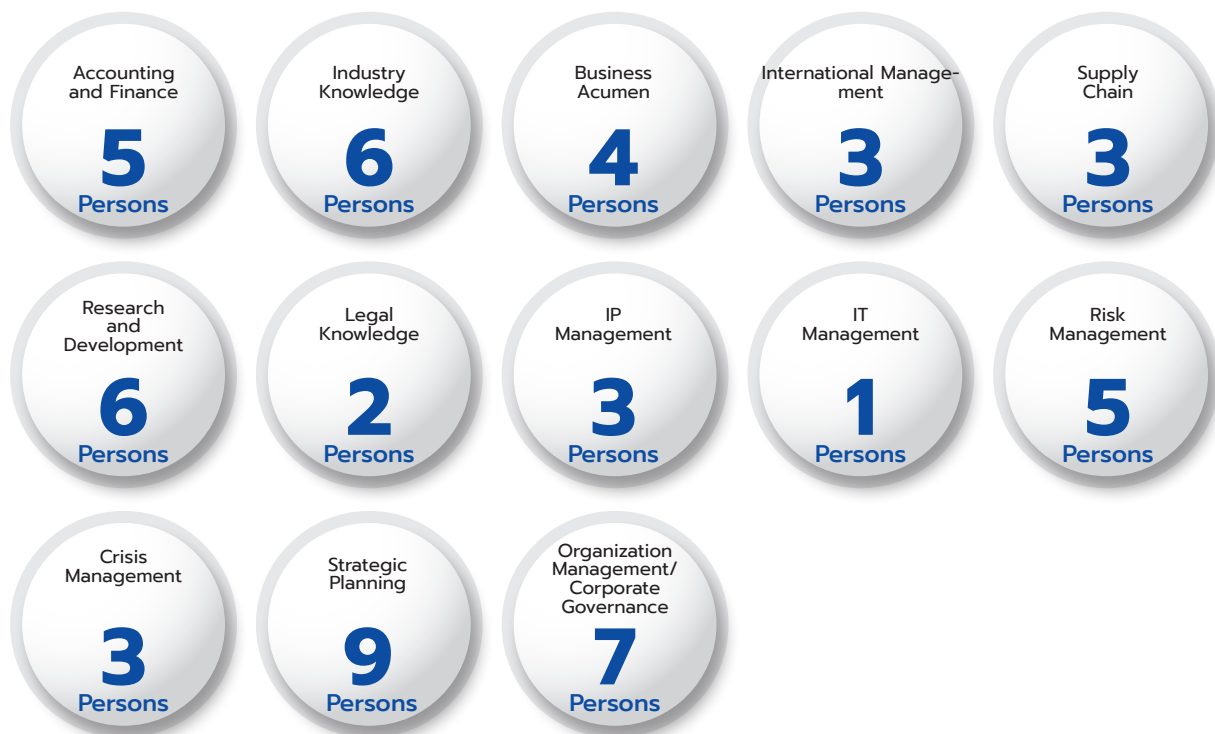 Accounting
and Finance
5
Persons
Industry
Knowledge
6
Persons
Business
Acumen
4
Persons
International Manage-
ment
3
Persons
Supply
Chain
3
Persons
Research
and
Development
6
Persons
Legal
Knowledge
2
Persons
IP
Management
3
Persons
IT
Management
1
Persons
Risk
Management
5
Persons
Crisis
Management
3
Persons
Strategic
Planning
9
Persons
Organization
Management/
Corporate
Governance
7
Persons